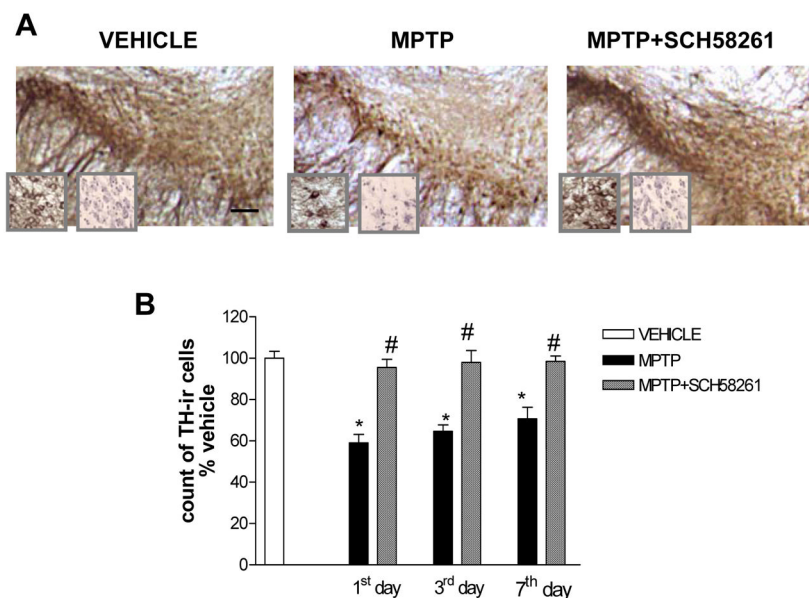 A
VEHICLE
MPTP
MPTP+SCH58261
B
count of TH-ir cells
% vehicle
120
100
80
60
40
20
0
*
#
*
#
*
#
1st day
3rd day
7th day
VEHICLE
MPTP
MPTP+SCH58261